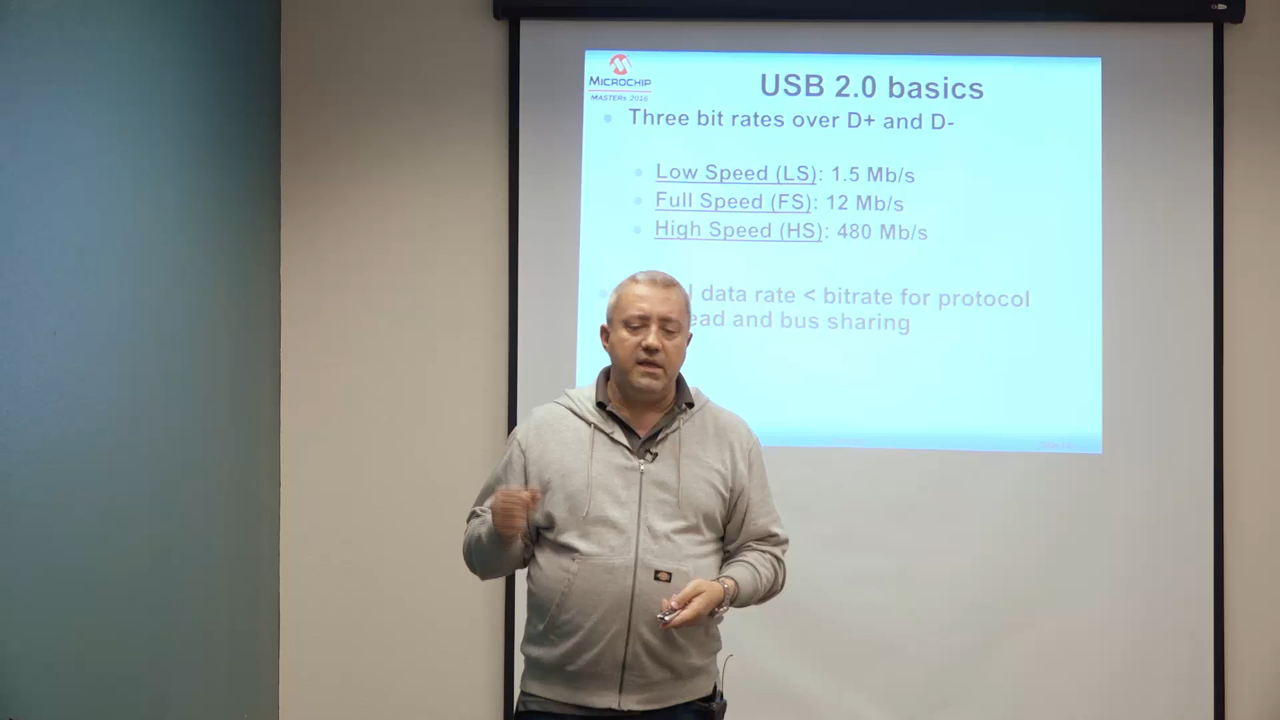 MICROCHIP
MASTERs 2016
USB 2.0 basics
Three bit rates over D+ and D-
Low Speed (LS): 1.5 Mb/s
Full Speed (FS): 12 Mb/s
High Speed (HS): 480 Mb/s
data rate < bitrate for protocol
and bus sharing